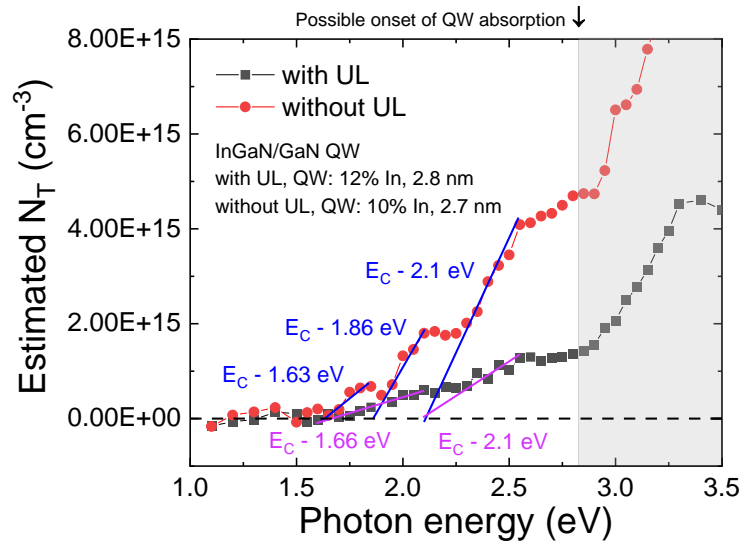 Possible onset of QW absorption ↓
8.00E+15
6.00E+15
4.00E+15
2.00E+15
0.00E+00
Estimated N_T (cm⁻³)
with UL
without UL
InGaN/GaN QW
with UL, QW: 12% In, 2.8 nm
without UL, QW: 10% In, 2.7 nm
E_C - 2.1 eV
E_C - 1.86 eV
E_C - 1.63 eV
E_C - 1.66 eV
E_C - 2.1 eV
1.0 1.5 2.0 2.5 3.0 3.5
Photon energy (eV)